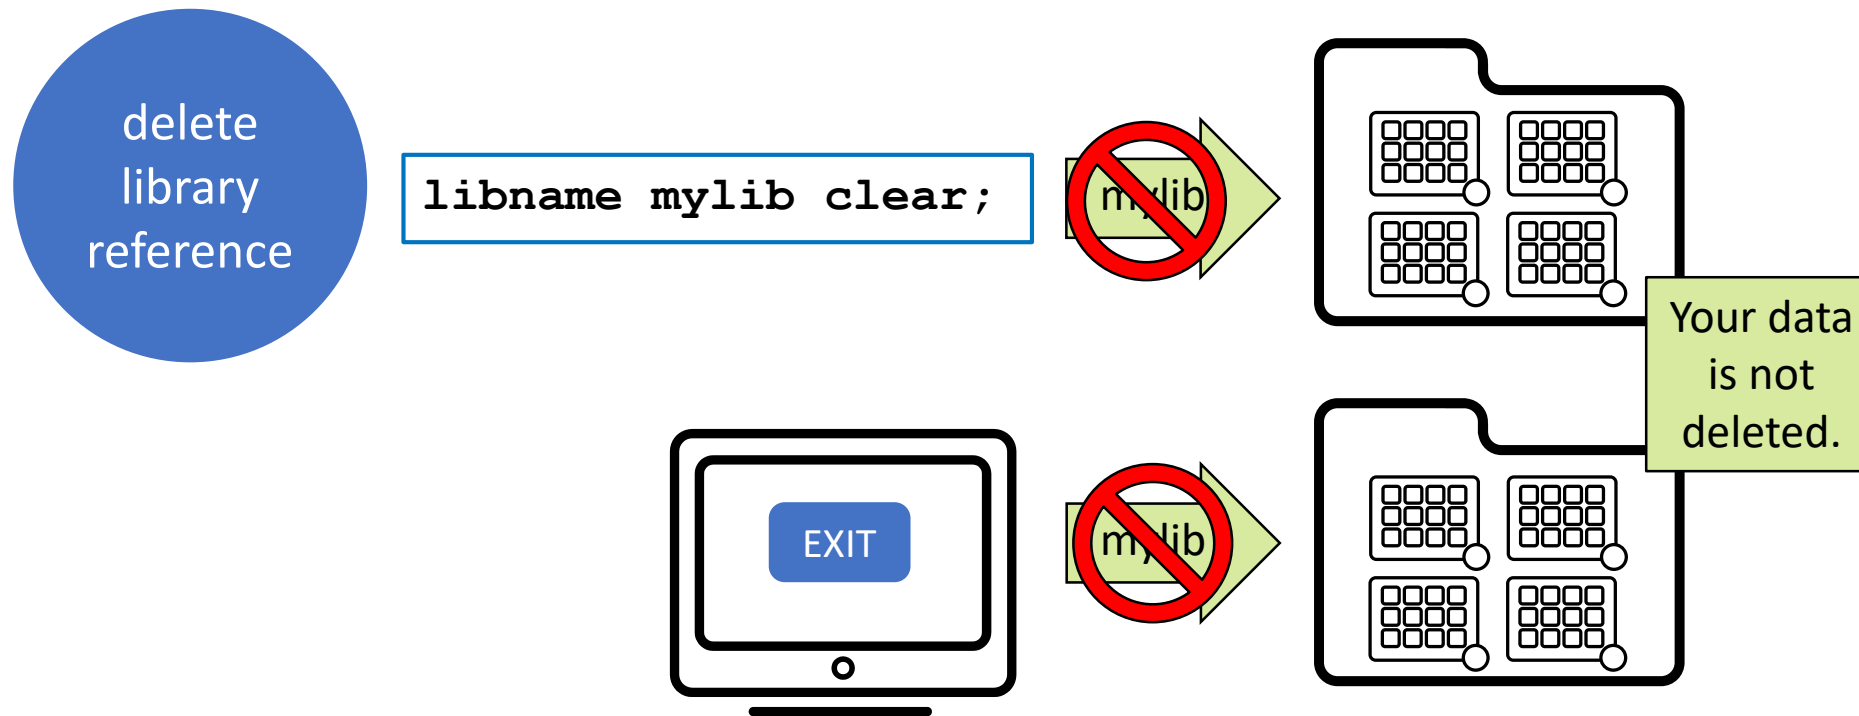 delete
library
reference
libname mylib clear;
mylib
Your data
is not
deleted.
EXIT
mylib